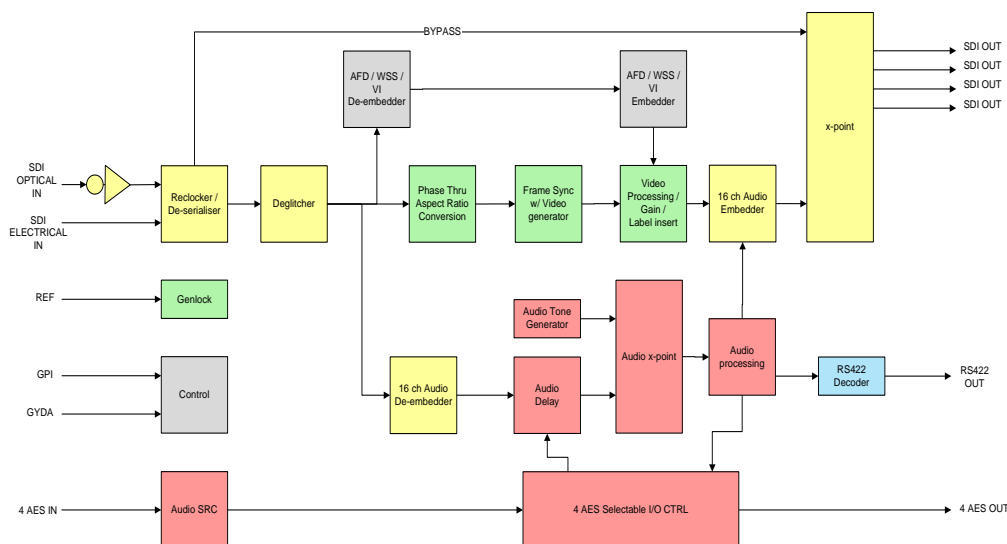 BYPASS
SDI OUT
SDI OUT
SDI OUT
SDI OUT
AFD / WSS /
VI
De-embedder
AFD / WSS /
VI
Embedder
x-point
SDI
OPTICAL
IN
SDI
ELECTRICAL
IN
Reclocker /
De-serialiser
Deglitcher
Phase Thru
Aspect Ratio
Conversion
Frame Sync
w/ Video
generator
Video
Processing /
Gain /
Label insert
16 ch Audio
Embedder
REF
Genlock
Audio Tone
Generator
Audio x-point
Audio
processing
GPI
GYDA
Control
16 ch Audio
De-embedder
Audio
Delay
RS422
Decoder
RS422
OUT
4 AES IN
Audio SRC
4 AES Selectable I/O CTRL
4 AES OUT